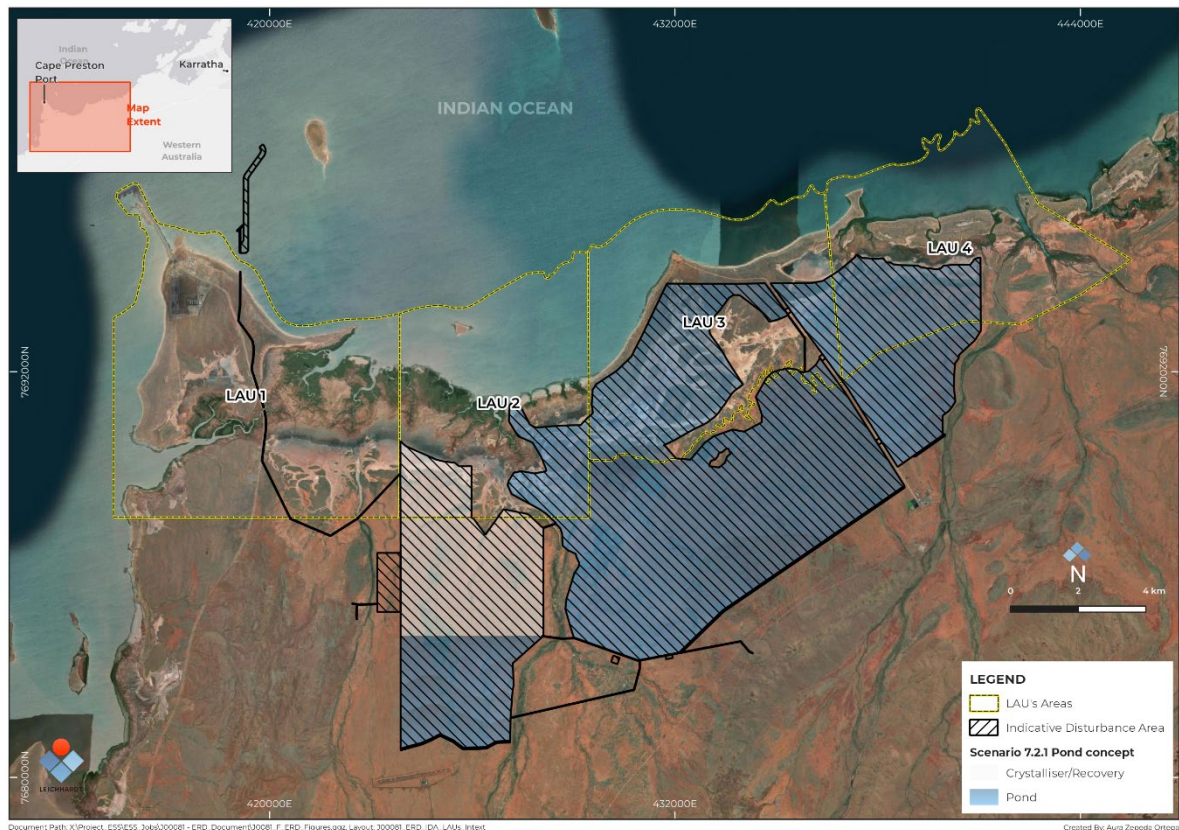 420000E
432000E
444000E
Indian
Ocean
Cape Preston
Port
Karratha
Map
Extent
Western
Australia
INDIAN OCEAN
LAU 4
LAU 3
7692000N
7692000N
LAU 1
LAU 2
N
0 2 4 km
LEGEND
LAU's Areas
Indicative Disturbance Area
Scenario 7.2.1 Pond concept
Crystalliser/Recovery
Pond
7680000N
LEICHHARDT
420000E
432000E
Created By: Aura Zepeda Ortega